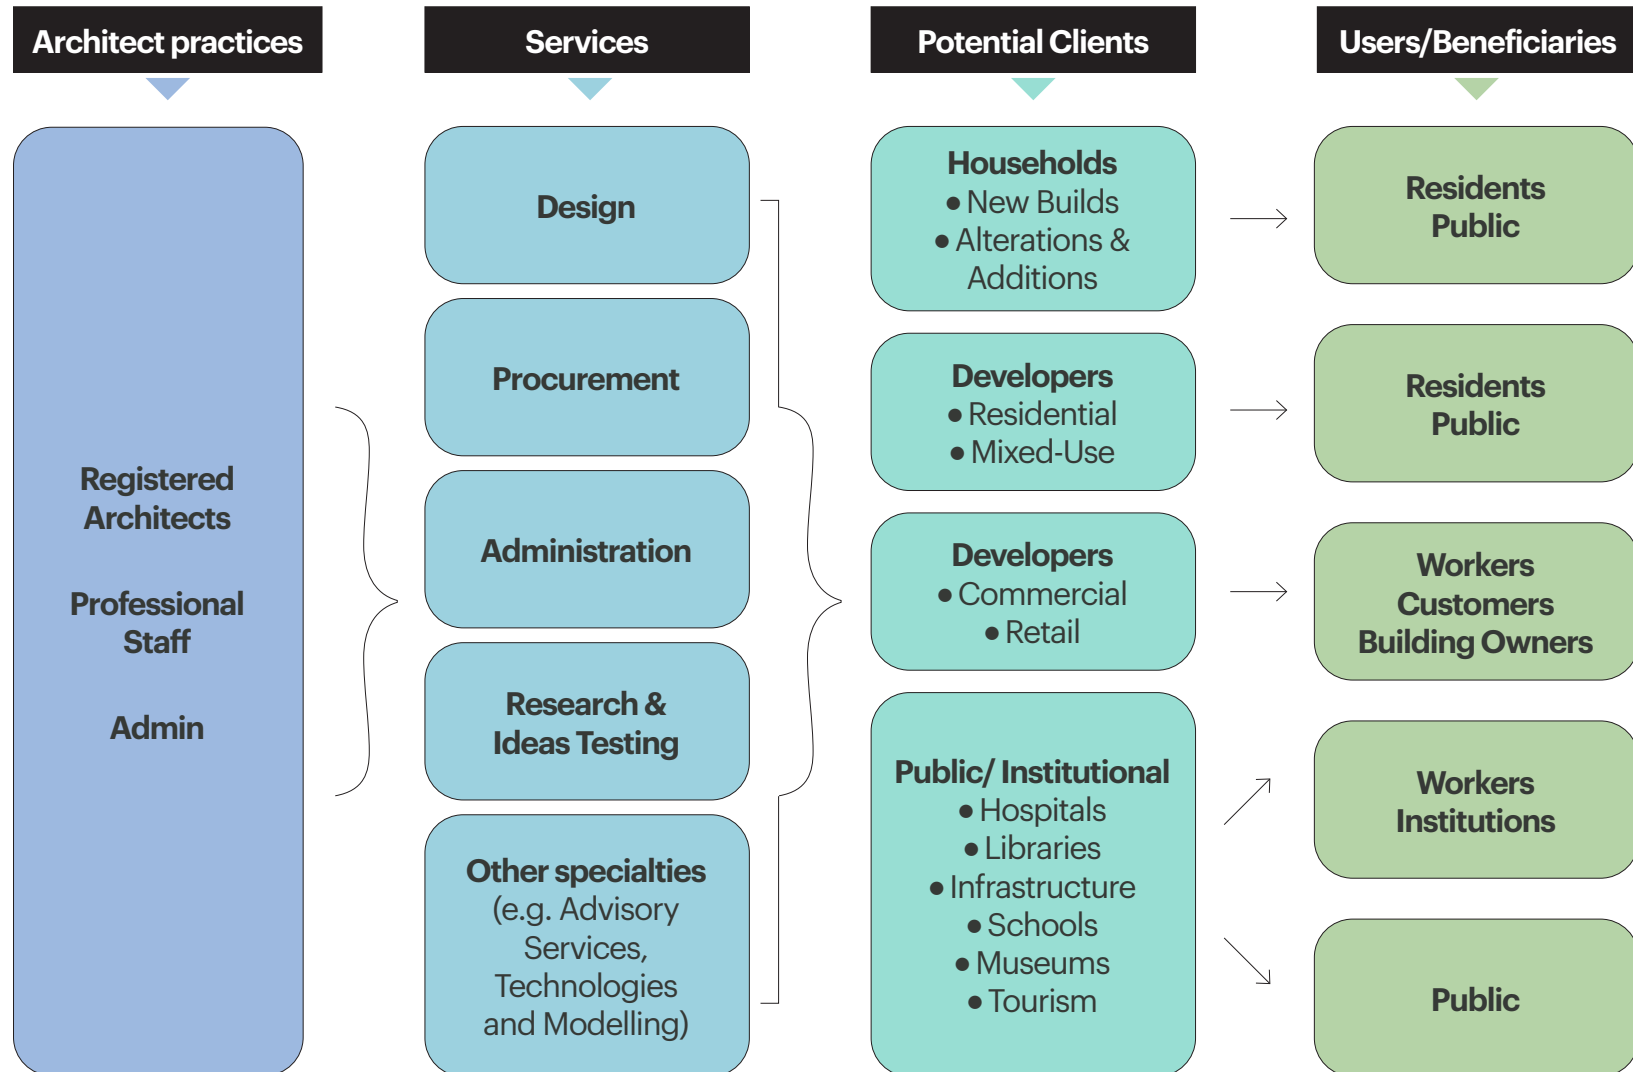 Architect practices
Services
Potential Clients
Users/Beneficiaries
Registered
Architects
Professional
Staff
Admin
Design
Procurement
Administration
Research &
Ideas Testing
Other specialties
(e.g. Advisory
Services,
Technologies
and Modelling)
Households
• New Builds
• Alterations &
Additions
Developers
• Residential
• Mixed-Use
Developers
• Commercial
• Retail
Public/ Institutional
• Hospitals
• Libraries
• Infrastructure
• Schools
• Museums
• Tourism
Residents
Public
Residents
Public
Workers
Customers
Building Owners
Workers
Institutions
Public